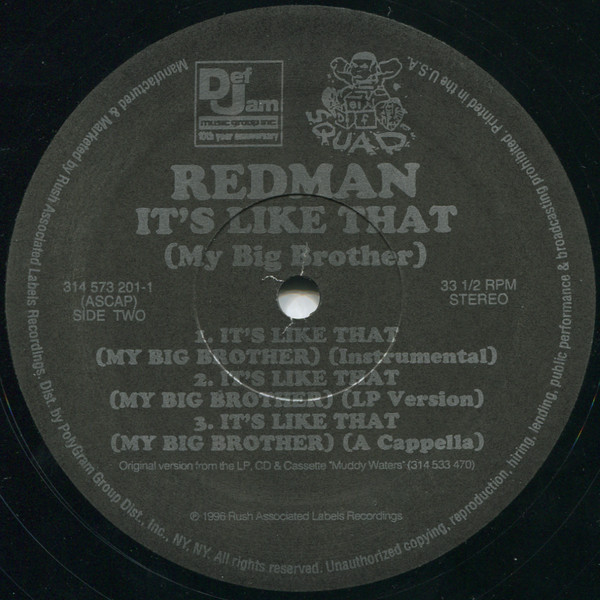 Def
Jam
music group inc.
10th year anniversary
SQUAD
REDMAN
IT'S LIKE THAT
(My Big Brother)
314 573 201-1
(ASCAP)
SIDE TWO
33 1/2 RPM
STEREO
1. IT'S LIKE THAT
(MY BIG BROTHER) (Instrumental)
2. IT'S LIKE THAT
(MY BIG BROTHER) (LP Version)
3. IT'S LIKE THAT
(MY BIG BROTHER) (A Cappella)
Original version from the LP, CD & Cassette "Muddy Waters" (314 533 470)
℗ 1996 Rush Associated Labels Recordings
Manufactured & Marketed by Rush Associated Labels Recordings. Dist. by PolyGram Group Dist., Inc., NY, NY. All rights reserved. Unauthorized copying, reproduction, hiring, lending, public performance & broadcasting prohibited. Printed in the U.S.A.